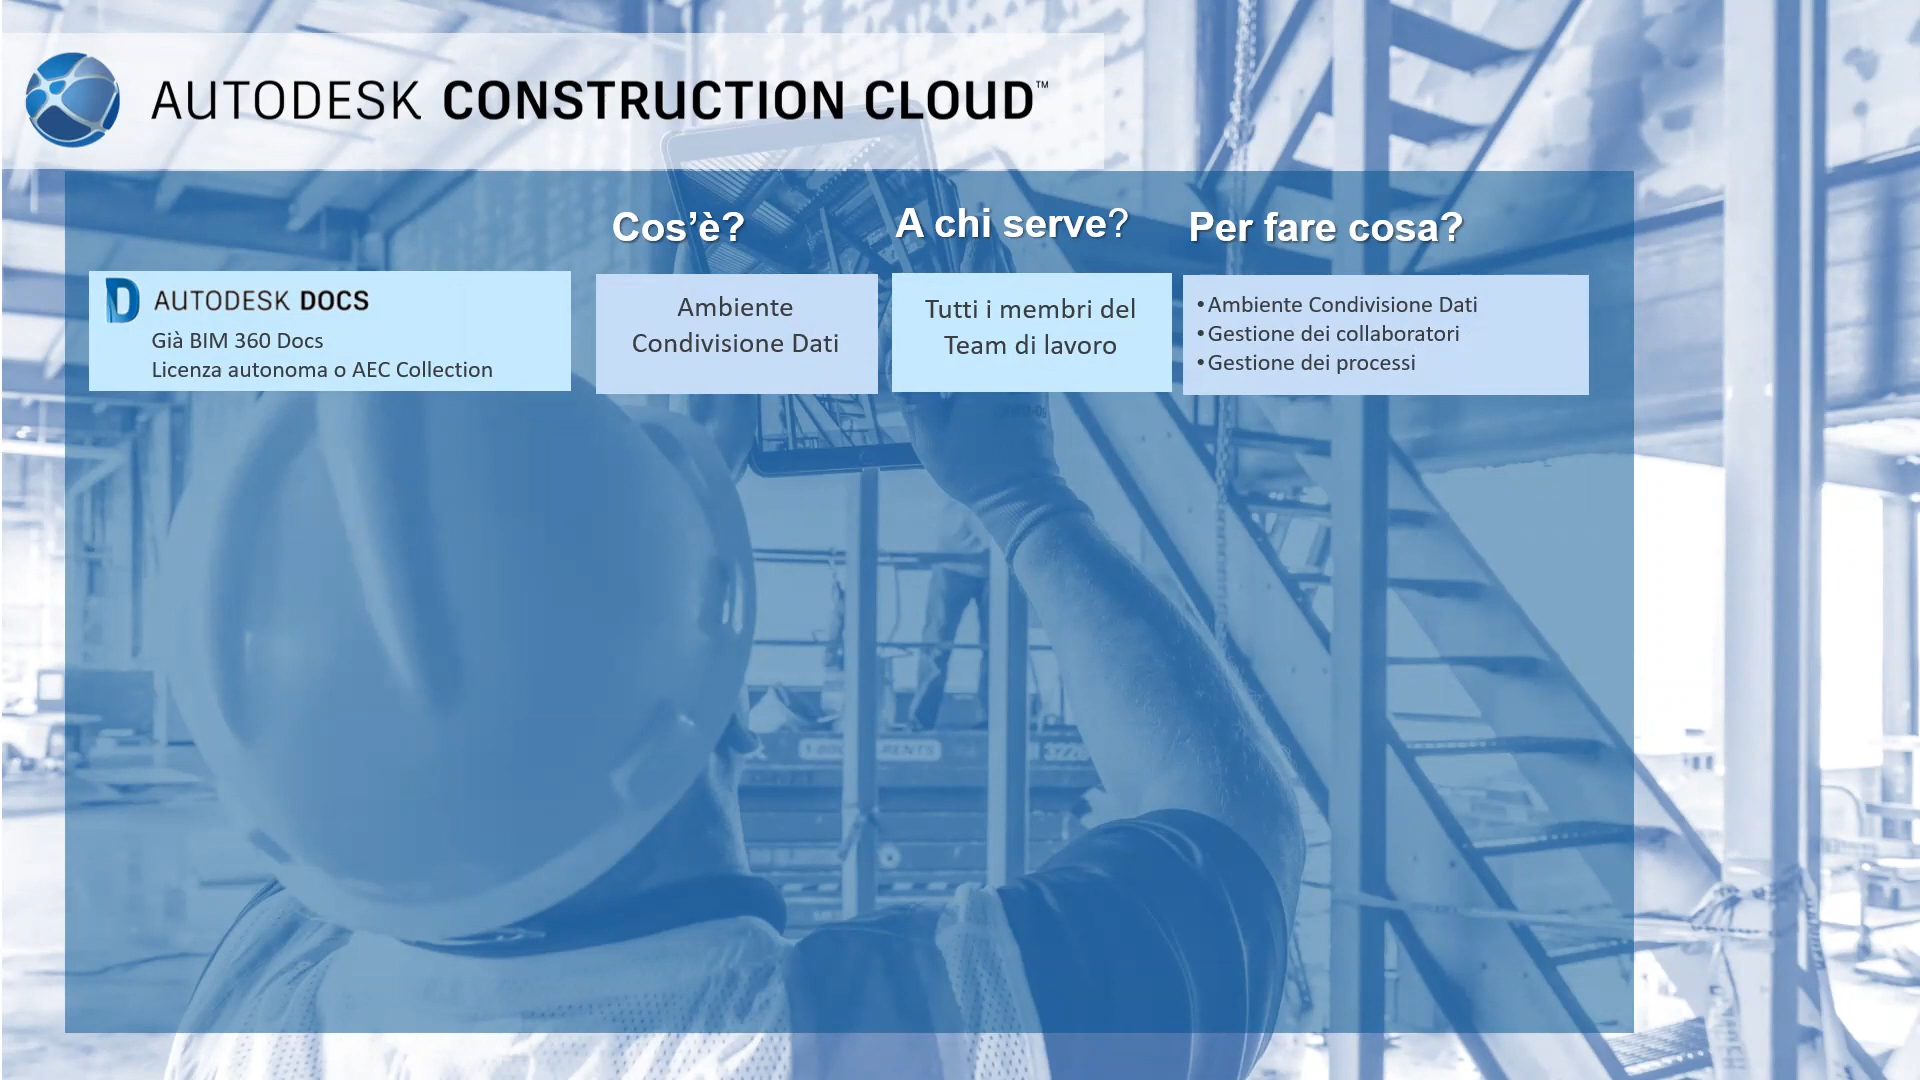 AUTODESK CONSTRUCTION CLOUD™
Cos’è?
A chi serve?
Per fare cosa?
AUTODESK DOCS
Già BIM 360 Docs
Licenza autonoma o AEC Collection
Ambiente
Condivisione Dati
Tutti i membri del
Team di lavoro
•Ambiente Condivisione Dati
•Gestione dei collaboratori
•Gestione dei processi